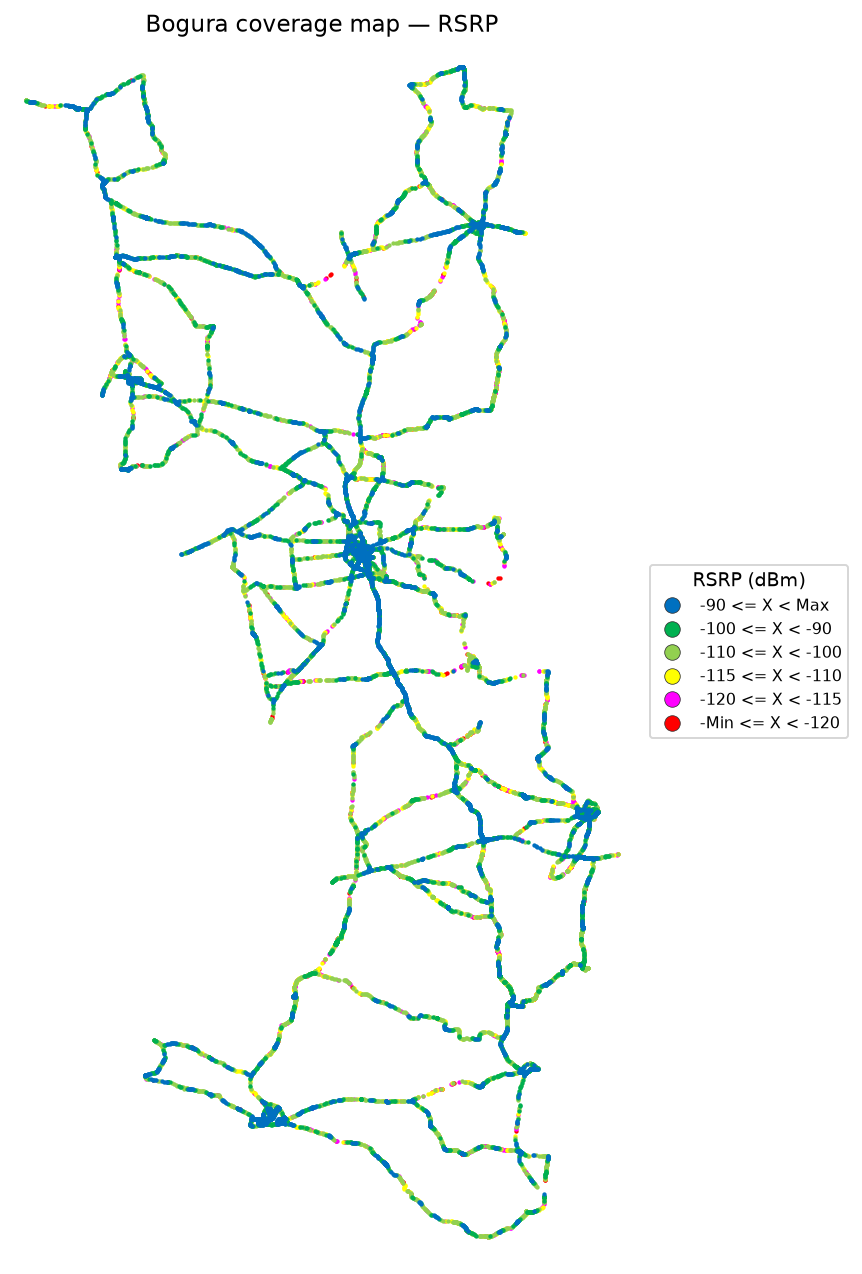 Bogura coverage map — RSRP
RSRP (dBm)
-90 <= X < Max
-100 <= X < -90
-110 <= X < -100
-115 <= X < -110
-120 <= X < -115
-Min <= X < -120